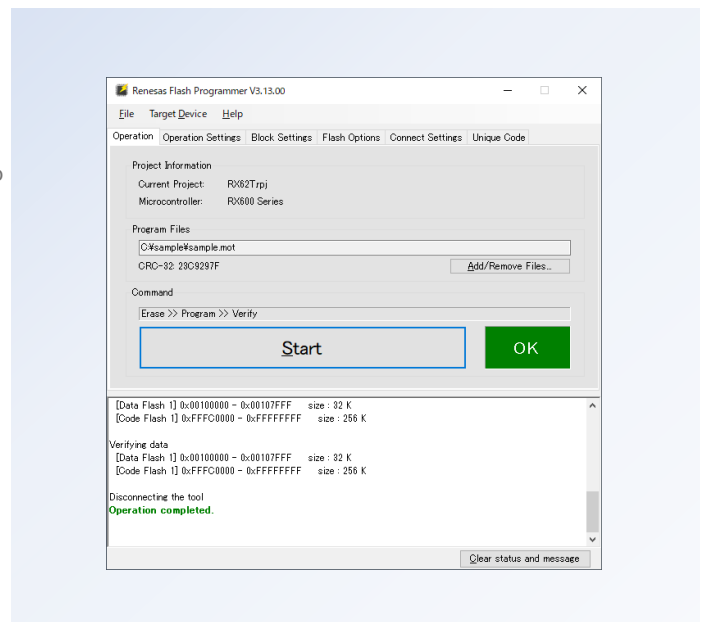 Renesas Flash Programmer V3.13.00
File Target Device Help
Operation Operation Settings Block Settings Flash Options Connect Settings Unique Code
Project Information
Current Project: RX62T.rpj
Microcontroller: RX600 Series
Program Files
C:¥sample¥sample.mot
CRC-32: 23C9297F Add/Remove Files...
Command
Erase >> Program >> Verify
Start OK
[Data Flash 1] 0x00100000 - 0x00107FFF size : 32 K
[Code Flash 1] 0xFFFC0000 - 0xFFFFFFFF size : 256 K
Verifying data
[Data Flash 1] 0x00100000 - 0x00107FFF size : 32 K
[Code Flash 1] 0xFFFC0000 - 0xFFFFFFFF size : 256 K
Disconnecting the tool
Operation completed.
Clear status and message